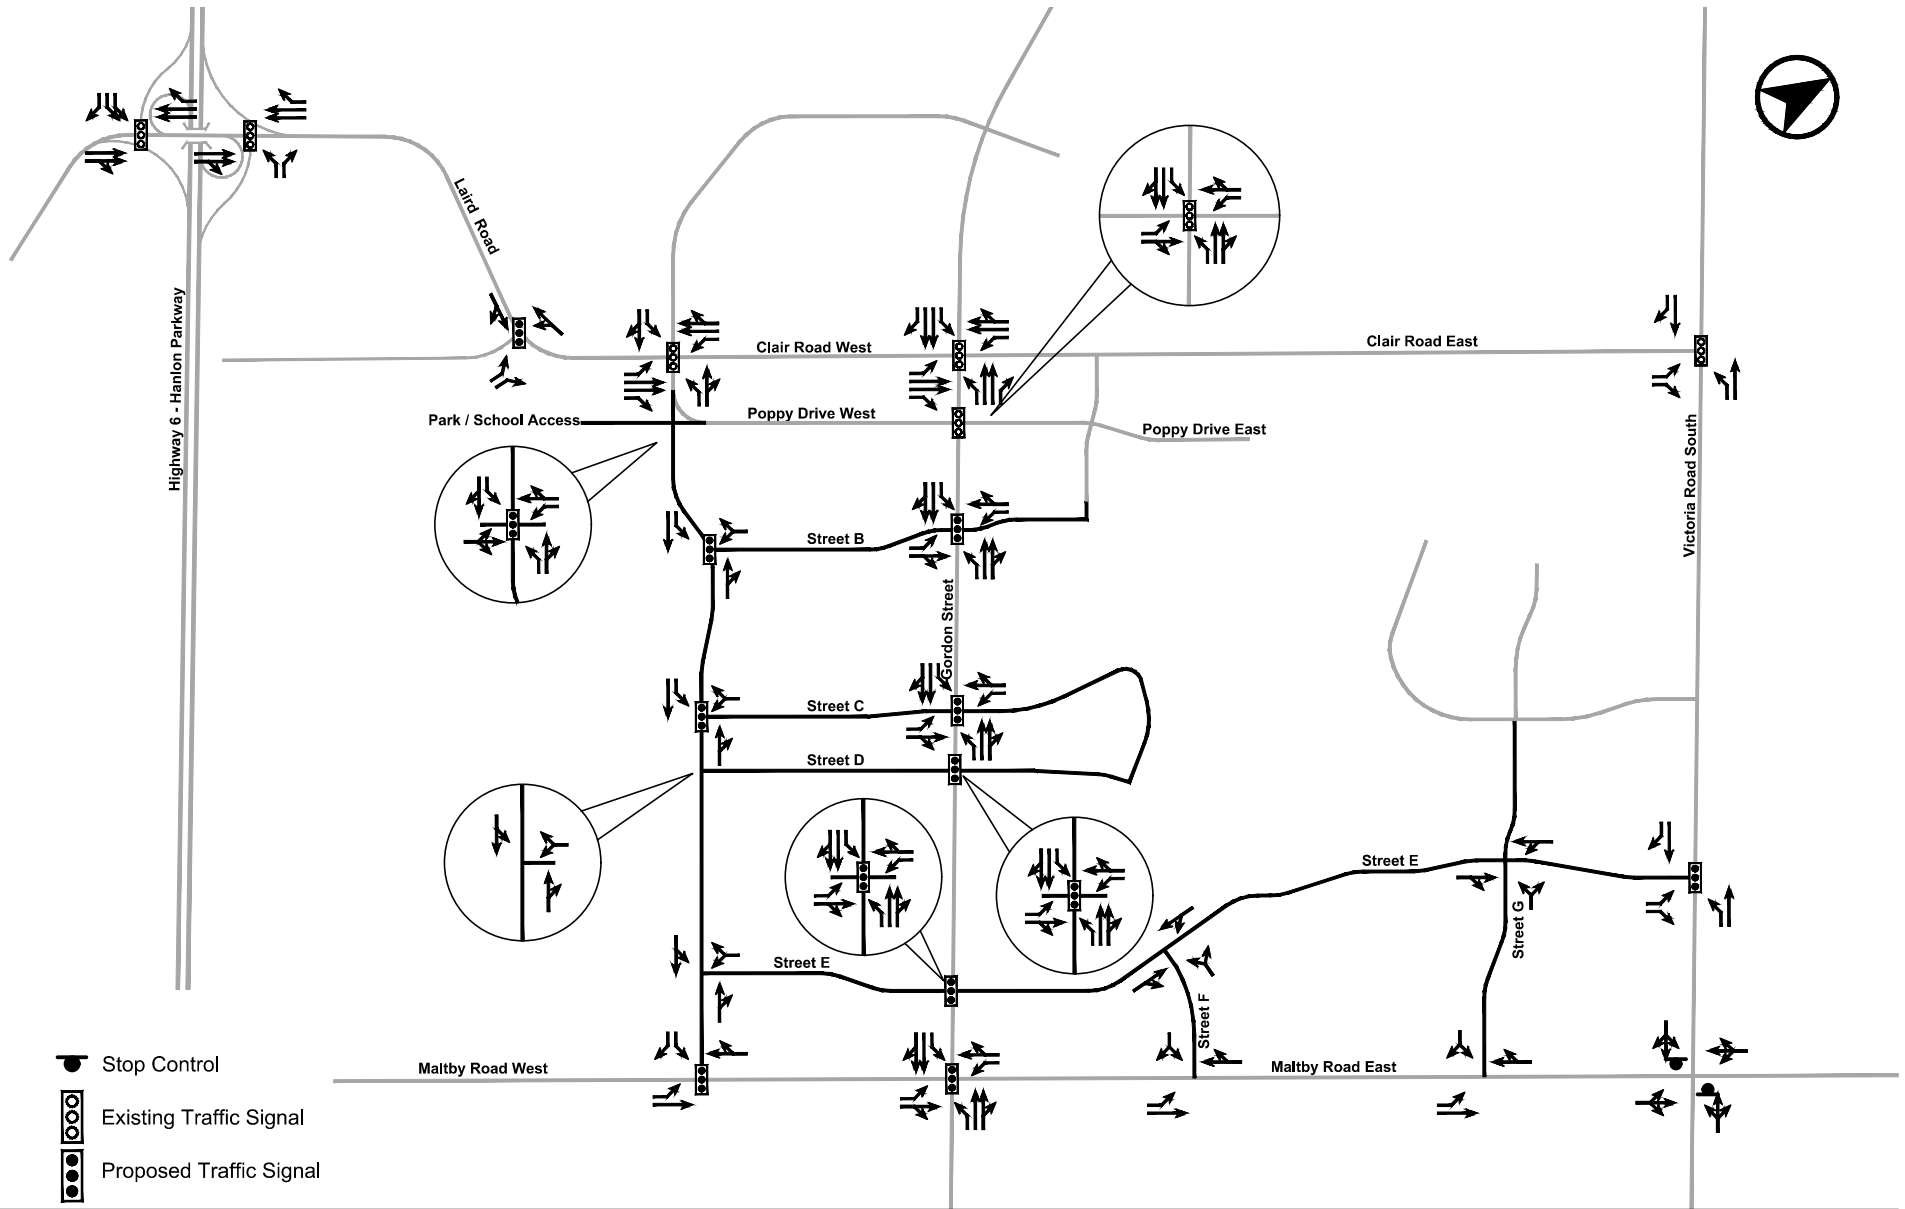 Laird Road
Highway 6 - Hanlon Parkway
Clair Road West
Clair Road East
Park / School Access
Poppy Drive West
Poppy Drive East
Victoria Road South
Street B
Gordon Street
Street C
Street D
Street E
Street E
Street G
Street F
Maltby Road West
Maltby Road East
Stop Control
Existing Traffic Signal
Proposed Traffic Signal